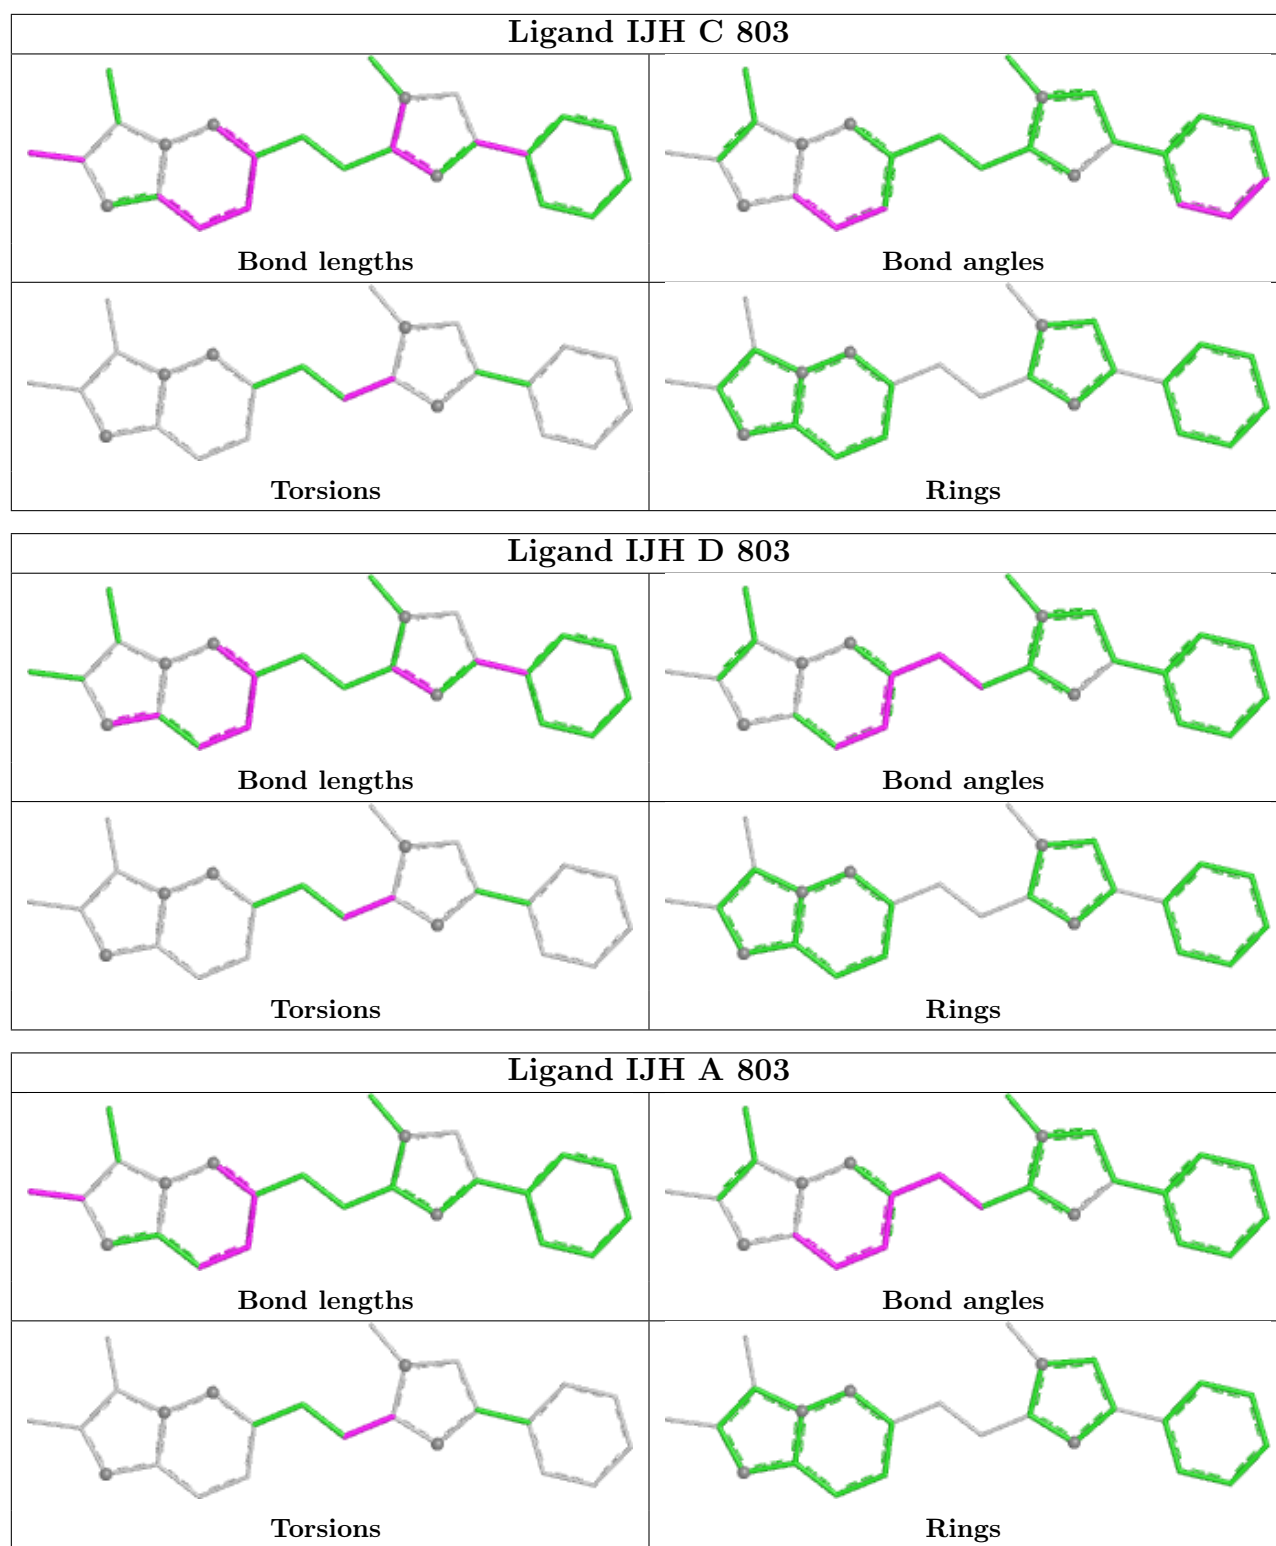 Ligand IJH C 803
Bond lengths
Bond angles
Torsions
Rings
Ligand IJH D 803
Bond lengths
Bond angles
Torsions
Rings
Ligand IJH A 803
Bond lengths
Bond angles
Torsions
Rings